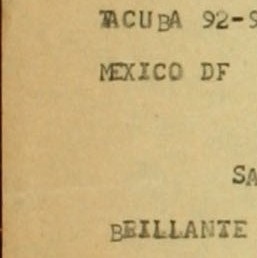 TACUBA 92-9
MEXICO DF
SA
BRILLANTE